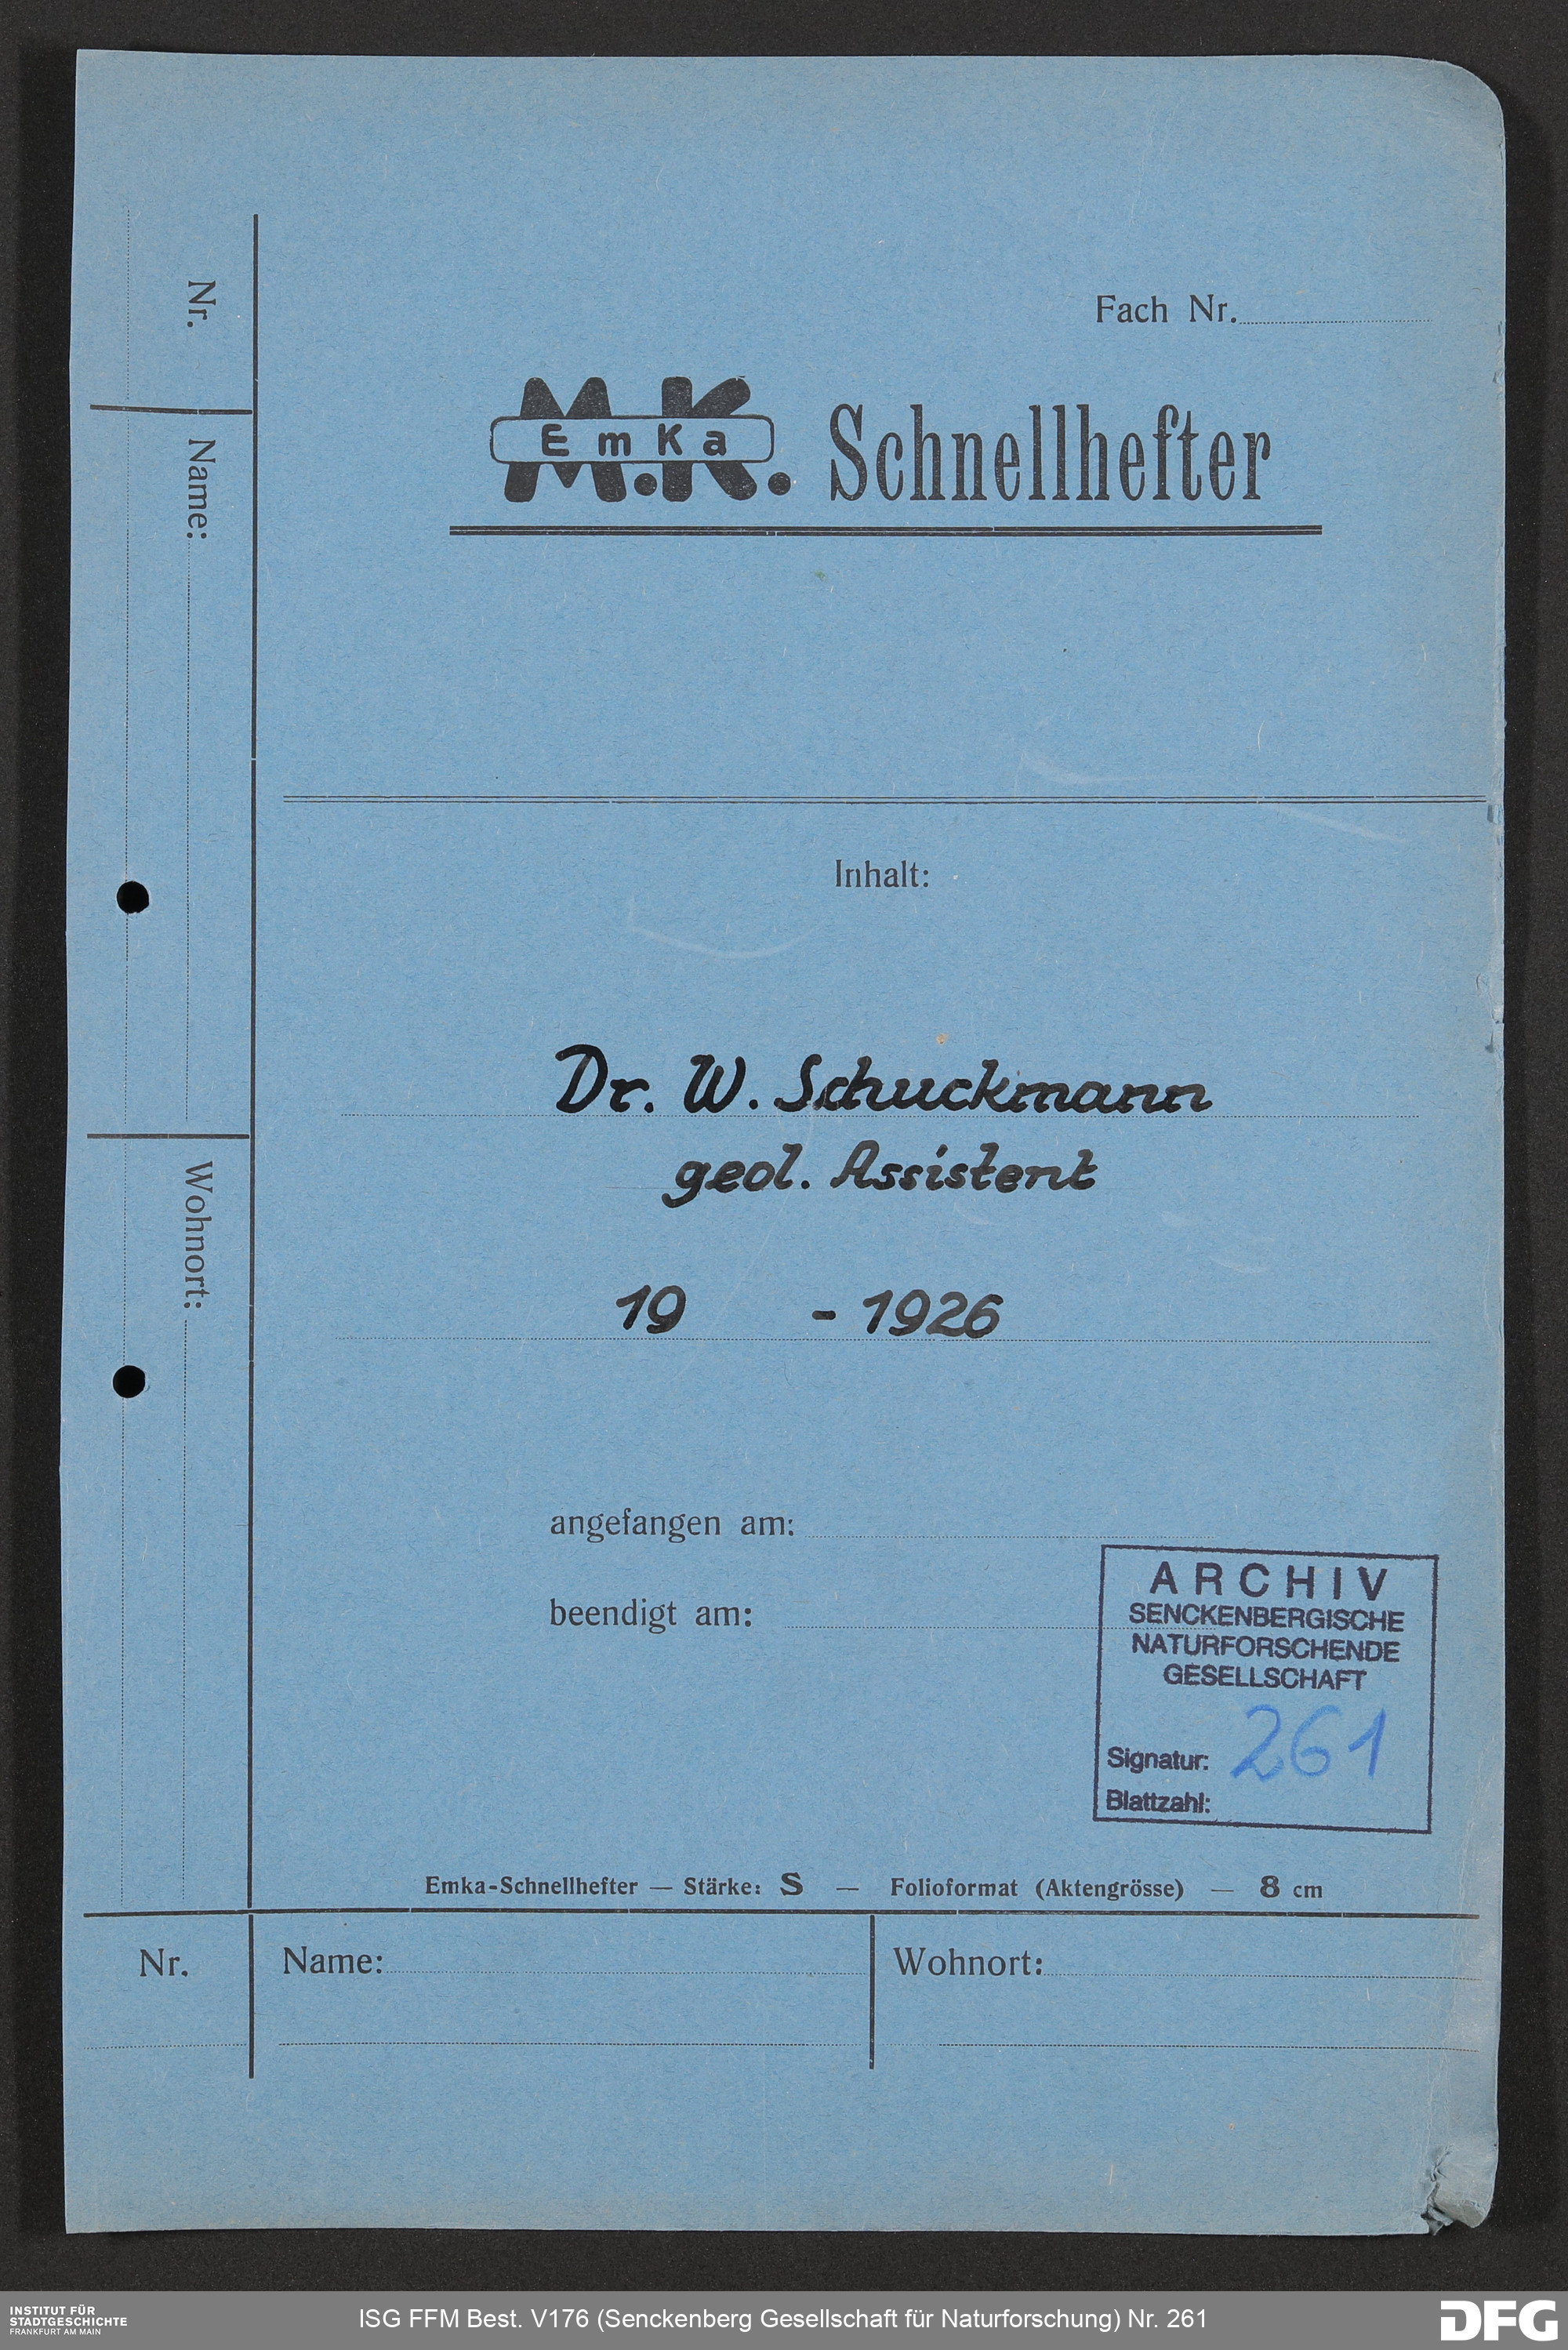 Fach Nr.
M.K. EmKa Schnellhefter
Nr.
Name:
Wohnort:
Inhalt:
Dr. W. Schuckmann
geol. Assistent
19 - 1926
angefangen am:
beendigt am:
ARCHIV
SENCKENBERGISCHE
NATURFORSCHENDE
GESELLSCHAFT
Signatur: 261
Blattzahl:
Emka-Schnellhefter — Stärke: S — Folioformat (Aktengrösse) — 8 cm
Nr. Name: Wohnort:
INSTITUT FÜR
STADTGESCHICHTE
FRANKFURT AM MAIN
ISG FFM Best. V176 (Senckenberg Gesellschaft für Naturforschung) Nr. 261
DFG